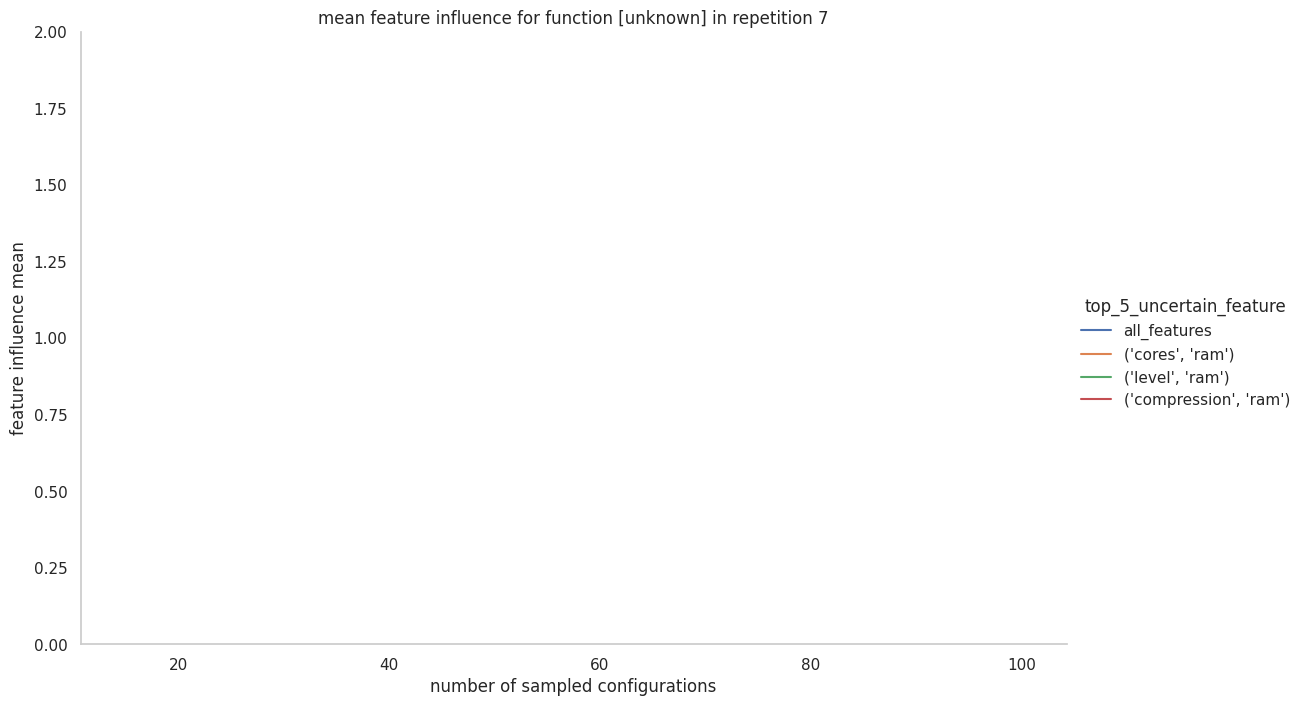 mean feature influence for function [unknown] in repetition 7
2.00
1.75
1.50
1.25
1.00
0.75
0.50
0.25
0.00
feature influence mean
20 40 60 80 100
number of sampled configurations
top_5_uncertain_feature
all_features
('cores', 'ram')
('level', 'ram')
('compression', 'ram')